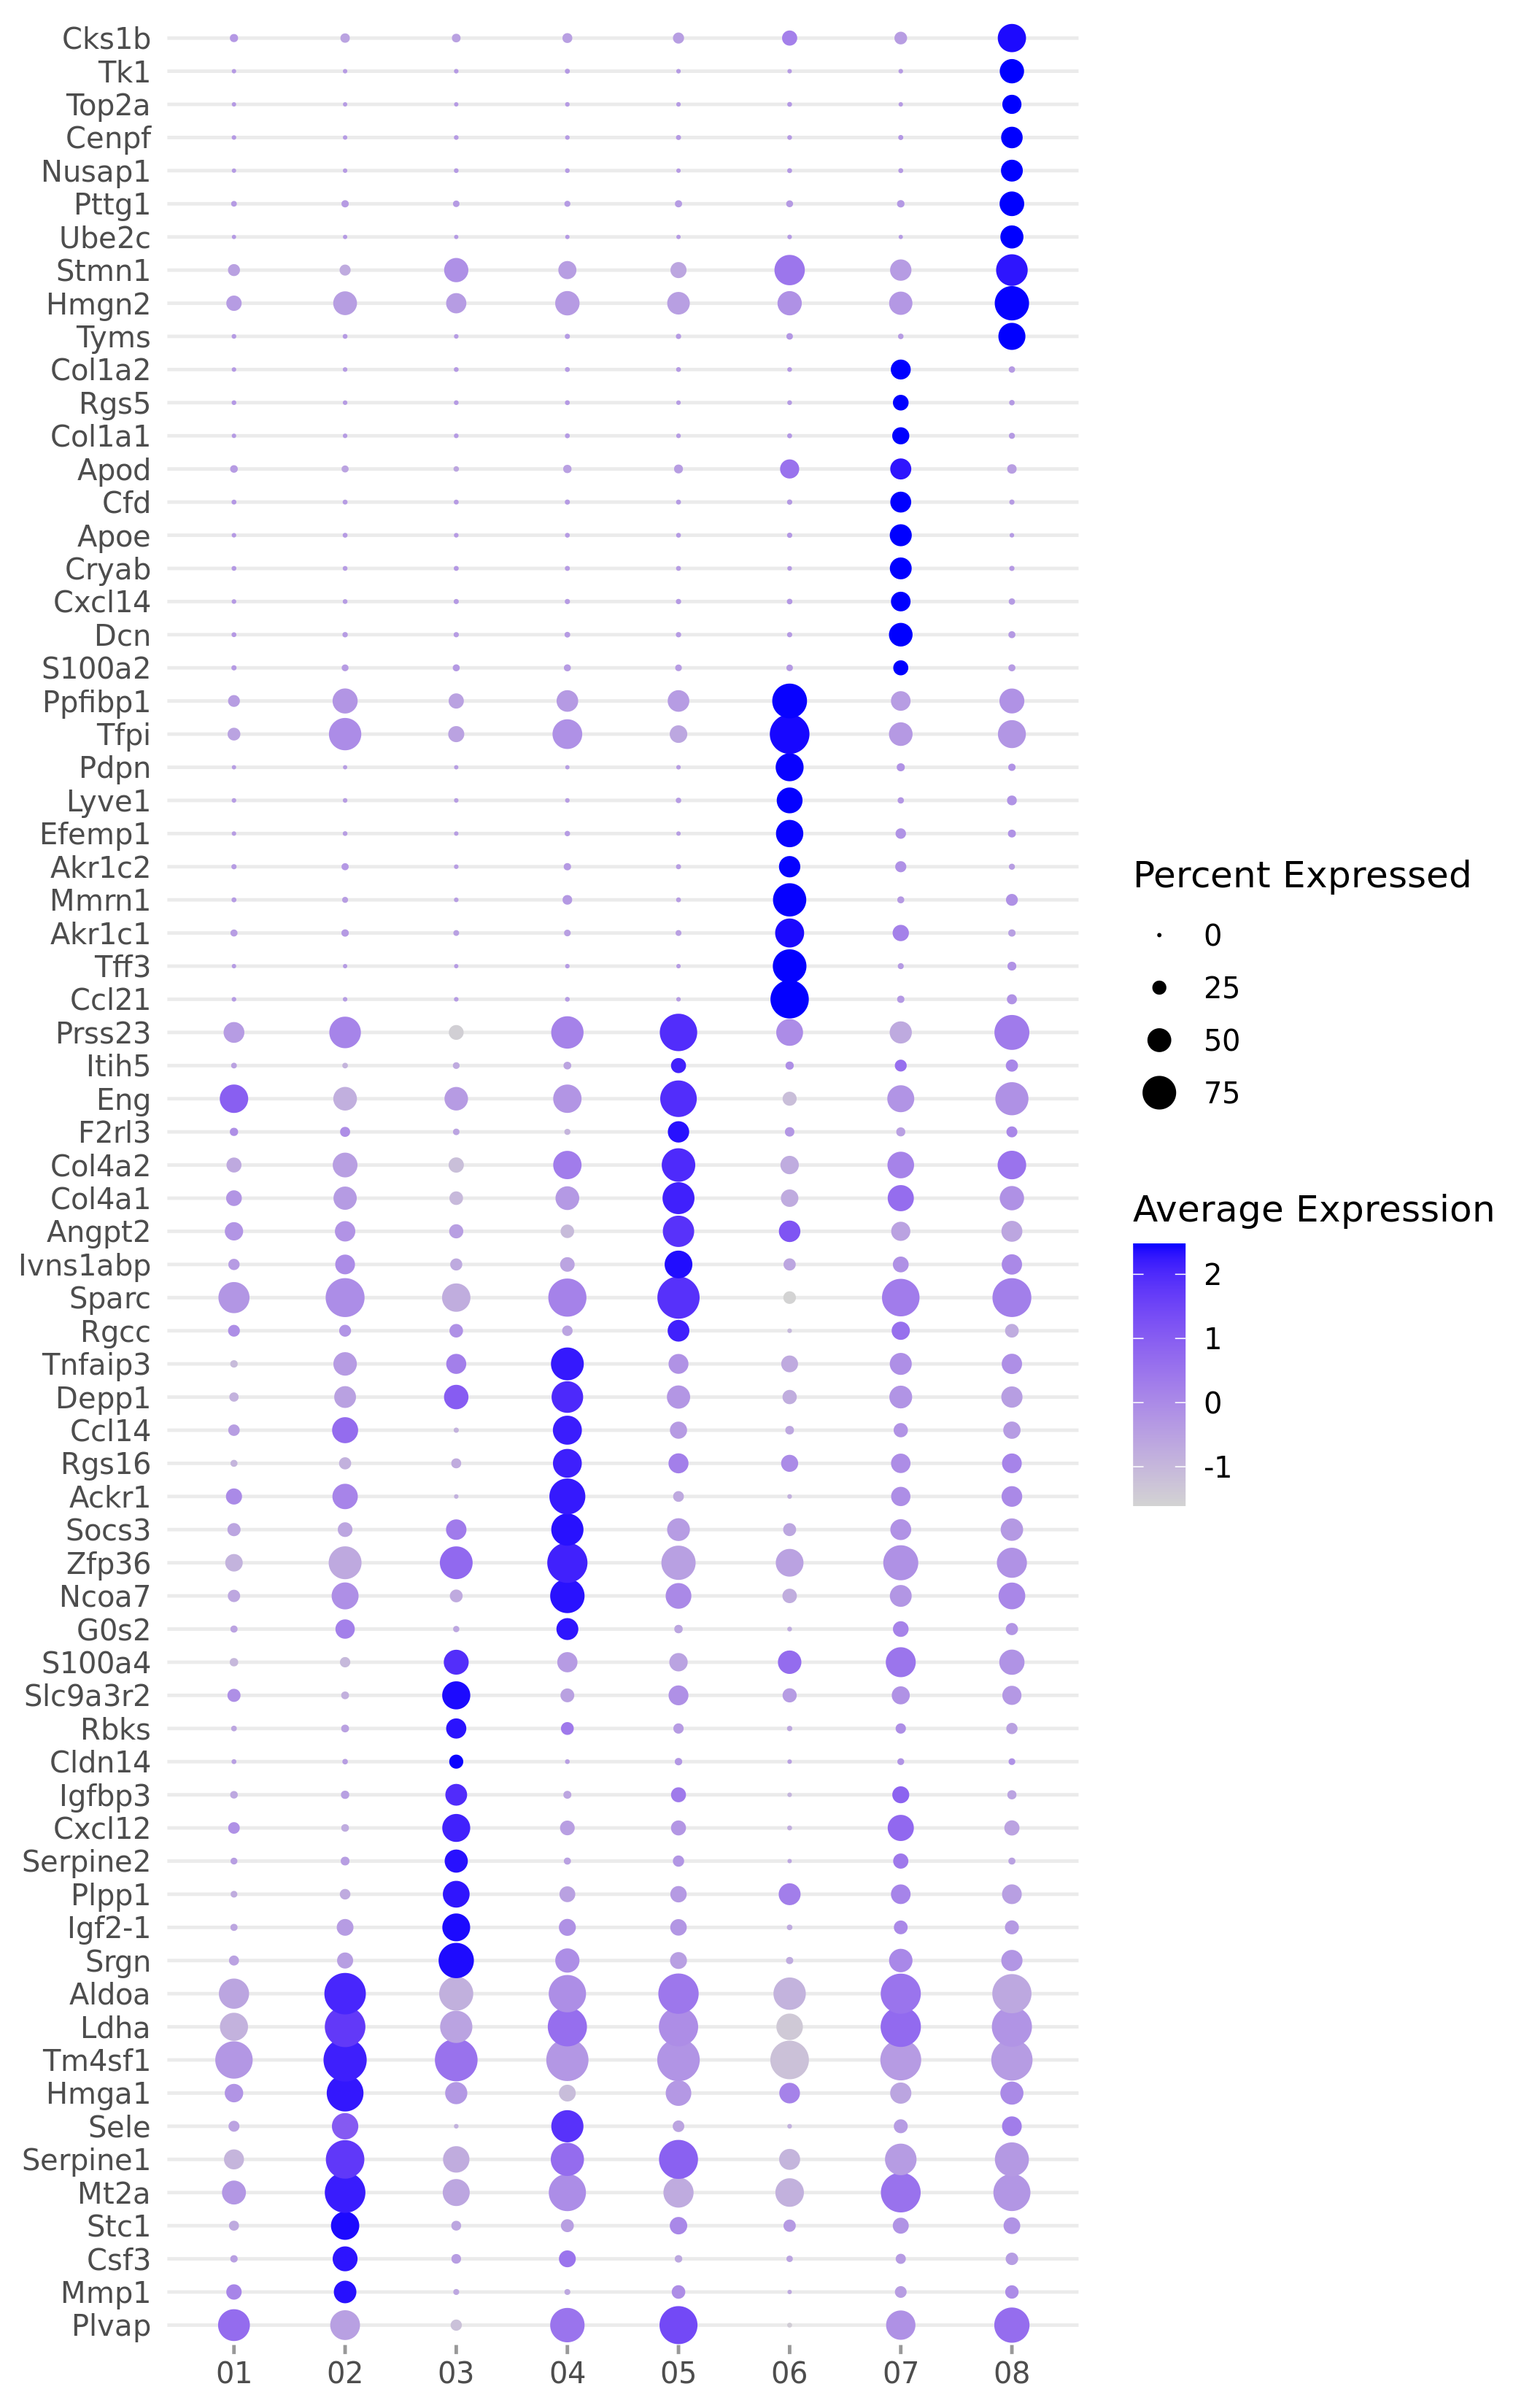 Cks1b
Tk1
Top2a
Cenpf
Nusap1
Pttg1
Ube2c
Stmn1
Hmgn2
Tyms
Col1a2
Rgs5
Col1a1
Apod
Cfd
Apoe
Cryab
Cxcl14
Dcn
S100a2
Ppfibp1
Tfpi
Pdpn
Lyve1
Efemp1
Akr1c2
Mmrn1
Akr1c1
Tff3
Ccl21
Prss23
Itih5
Eng
F2rl3
Col4a2
Col4a1
Angpt2
Ivns1abp
Sparc
Rgcc
Tnfaip3
Depp1
Ccl14
Rgs16
Ackr1
Socs3
Zfp36
Ncoa7
G0s2
S100a4
Slc9a3r2
Rbks
Cldn14
Igfbp3
Cxcl12
Serpine2
Plpp1
Igf2-1
Srgn
Aldoa
Ldha
Tm4sf1
Hmga1
Sele
Serpine1
Mt2a
Stc1
Csf3
Mmp1
Plvap
01 02 03 04 05 06 07 08
Percent Expressed
0
25
50
75
Average Expression
2
1
0
-1